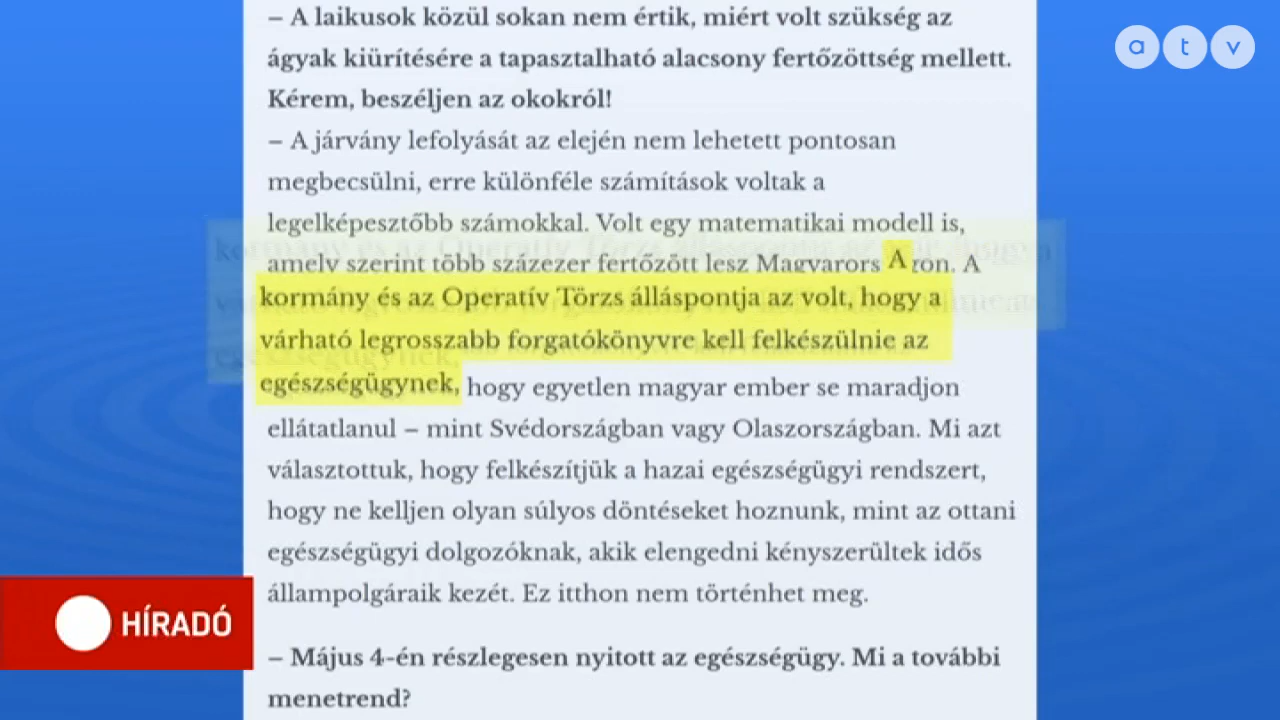 – A laikusok közül sokan nem értik, miért volt szükség az
ágyak kiürítésére a tapasztalható alacsony fertőzöttség mellett.
Kérem, beszéljen az okokról!
– A járvány lefolyását az elején nem lehetett pontosan
megbecsülni, erre különféle számítások voltak a
legelképesztőbb számokkal. Volt egy matematikai modell is,
amely szerint több százezer fertőzött lesz Magyarors A ron. A
kormány és az Operatív Törzs álláspontja az volt, hogy a
várható legrosszabb forgatókönyvre kell felkészülnie az
egészségügynek, hogy egyetlen magyar ember se maradjon
ellátatlanul – mint Svédországban vagy Olaszországban. Mi azt
választottuk, hogy felkészítjük a hazai egészségügyi rendszert,
hogy ne kelljen olyan súlyos döntéseket hoznunk, mint az ottani
egészségügyi dolgozóknak, akik elengedni kényszerültek idős
állampolgáraik kezét. Ez itthon nem történhet meg.
– Május 4-én részlegesen nyitott az egészségügy. Mi a további
menetrend?
atv
HÍRADÓ